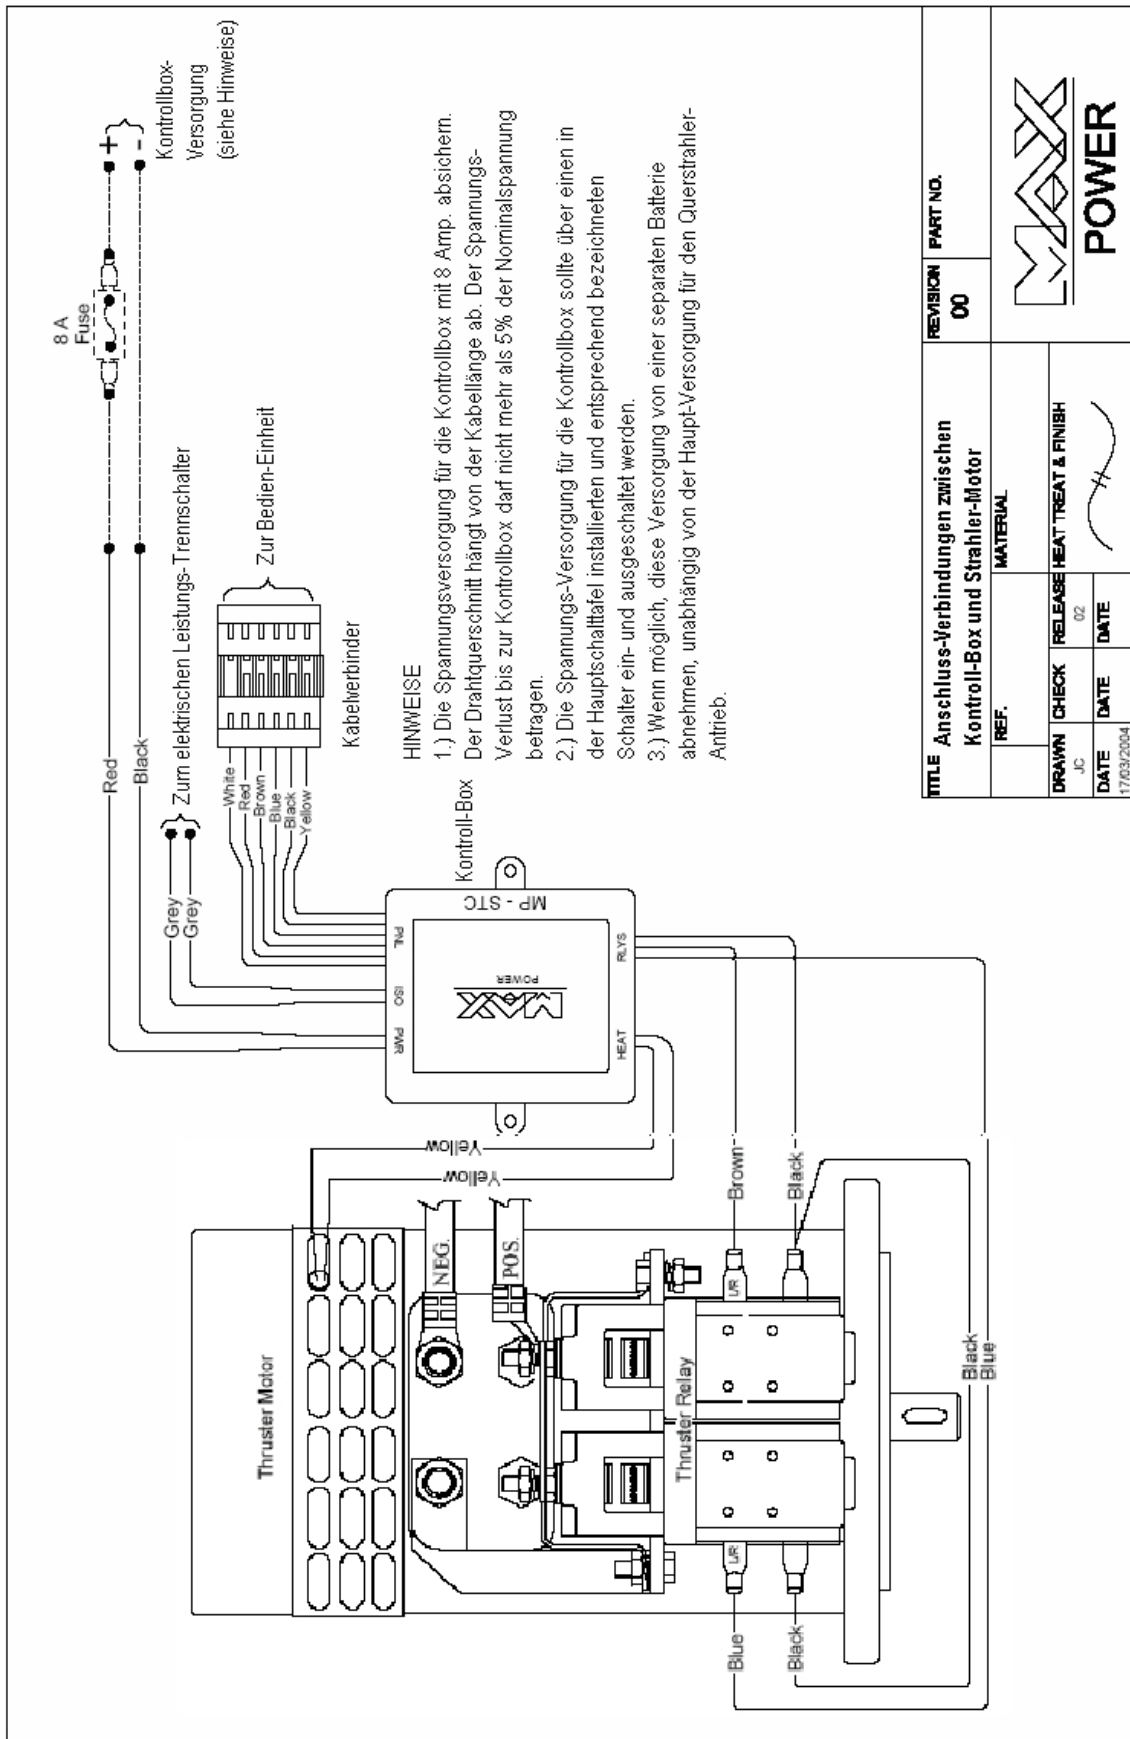 8 A
Fuse
+
-
Kontrollbox-
Versorgung
(siehe Hinweise)
Red
Black
Zum elektrischen Leistungs-Trennschalter
Grey
Grey
White
Red
Brown
Blue
Black
Yellow
Zur Bedien-Einheit
Kabelverbinder
HINWEISE
1.) Die Spannungsversorgung für die Kontrollbox mit 8 Amp. absichern.
Der Drahtquerschnitt hängt von der Kabellänge ab. Der Spannungs-
Verlust bis zur Kontrollbox darf nicht mehr als 5% der Nominalspannung
betragen.
2.) Die Spannungs-Versorgung für die Kontrollbox sollte über einen in
der Hauptschalttafel installierten und entsprechend bezeichneten
Schalter ein- und ausgeschaltet werden.
3.) Wenn möglich, diese Versorgung von einer separaten Batterie
abnehmen, unabhängig von der Haupt-Versorgung für den Querstrahler-
Antrieb.
Kontroll-Box
MP - STC
MAX
POWER
PWR
ISO
PNL
HEAT
RLYS
Yellow
Yellow
Thruster Motor
NEG.
POS.
Thruster Relay
L/R
L/R
Brown
Black
Blue
Black
Black
Blue
TITLE
Anschluss-Verbindungen zwischen
Kontroll-Box und Strahler-Motor
REVISION
00
PART NO.
REF.
MATERIAL
DRAWN
JC
CHECK
RELEASE
02
HEAT TREAT & FINISH
DATE
17/03/2004
DATE
DATE
MAX
POWER